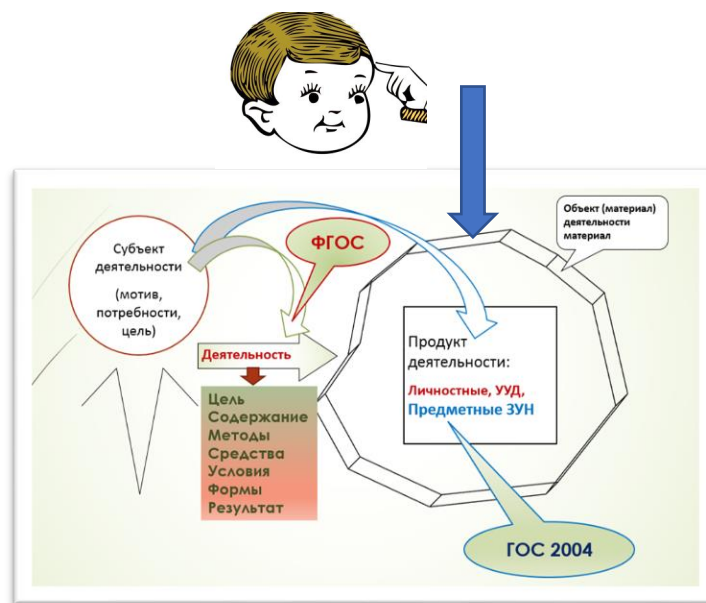 Субъект
деятельности
(мотив,
потребности,
цель)
ФГОС
Объект (материал)
деятельности
материал
Деятельность
Цель
Содержание
Методы
Средства
Условия
Формы
Результат
Продукт
деятельности:
Личностные, УУД,
Предметные ЗУН
ГОС 2004